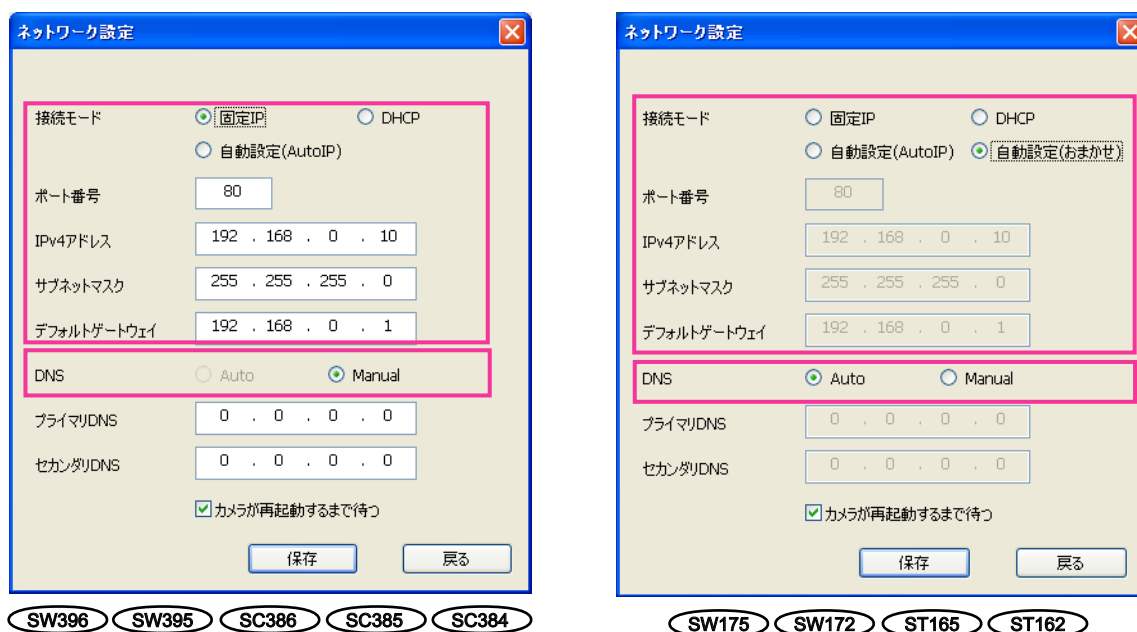 ネットワーク設定
接続モード 固定IP DHCP
自動設定(AutoIP)
ポート番号 80
IPv4アドレス 192 . 168 . 0 . 10
サブネットマスク 255 . 255 . 255 . 0
デフォルトゲートウェイ 192 . 168 . 0 . 1
DNS Auto Manual
プライマリDNS 0 . 0 . 0 . 0
セカンダリDNS 0 . 0 . 0 . 0
カメラが再起動するまで待つ
保存 戻る
SW396 SW395 SC386 SC385 SC384
ネットワーク設定
接続モード 固定IP DHCP
自動設定(AutoIP) 自動設定(おまかせ)
ポート番号 80
IPv4アドレス 192 . 168 . 0 . 10
サブネットマスク 255 . 255 . 255 . 0
デフォルトゲートウェイ 192 . 168 . 0 . 1
DNS Auto Manual
プライマリDNS 0 . 0 . 0 . 0
セカンダリDNS 0 . 0 . 0 . 0
カメラが再起動するまで待つ
保存 戻る
SW175 SW172 ST165 ST162